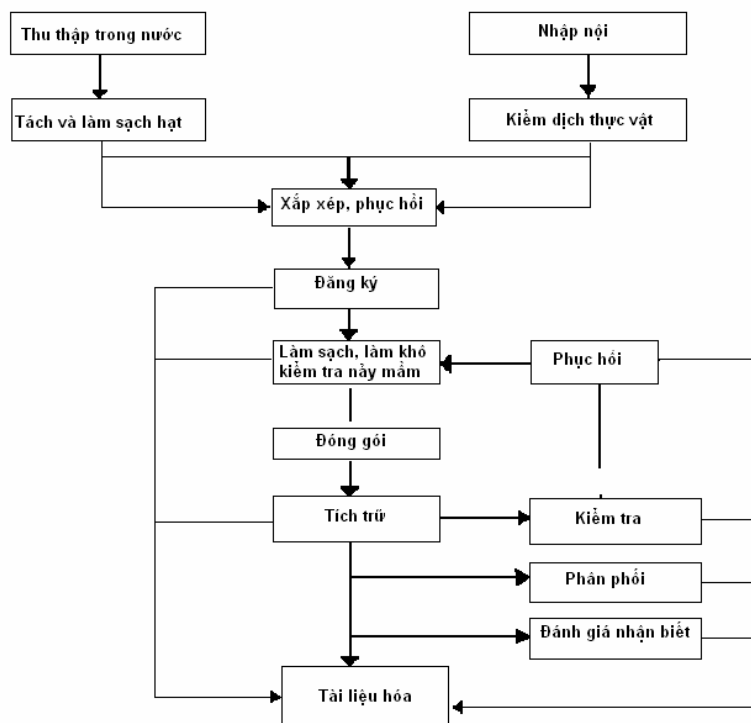 Thu thập trong nước
Nhập nội
Tách và làm sạch hạt
Kiểm dịch thực vật
Xắp xép, phục hồi
Đăng ký
Làm sạch, làm khô
kiểm tra nảy mầm
Phục hồi
Đóng gói
Tích trữ
Kiểm tra
Phân phối
Đánh giá nhận biết
Tài liệu hóa